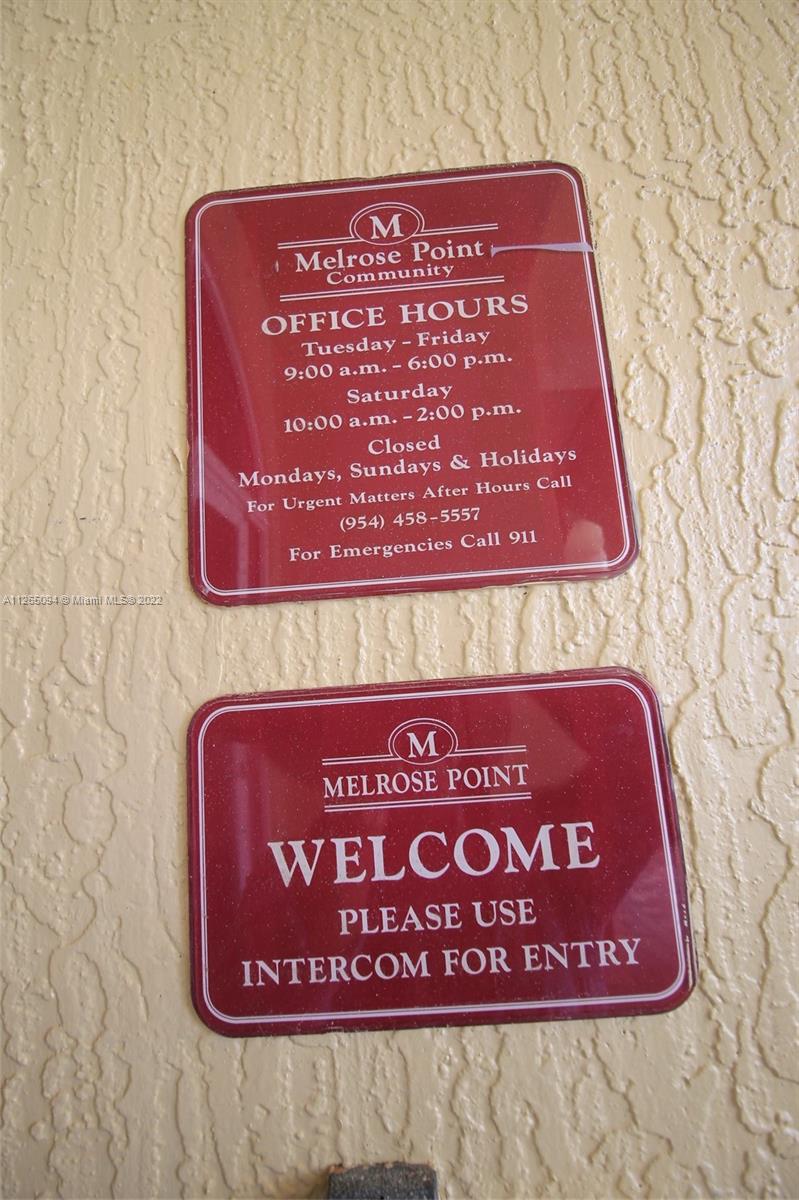 M
Melrose Point
Community
OFFICE HOURS
Tuesday - Friday
9:00 a.m. - 6:00 p.m.
Saturday
10:00 a.m. - 2:00 p.m.
Closed
Mondays, Sundays & Holidays
For Urgent Matters After Hours Call
(954) 458-5557
For Emergencies Call 911
A11255094 © Miami MLS® 2022
M
MELROSE POINT
WELCOME
PLEASE USE
INTERCOM FOR ENTRY